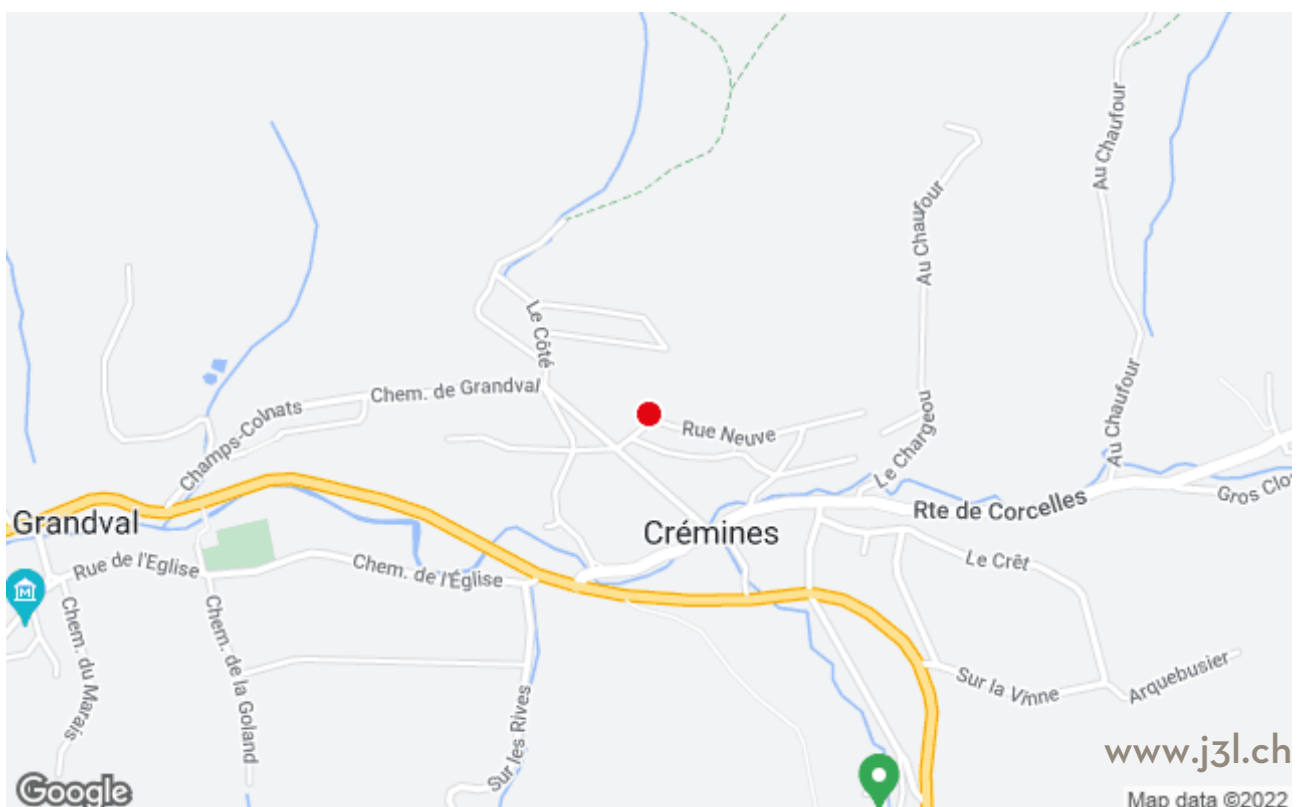 Au Chaufour
Au Chaufour
Le Côté
Chem. de Grandval
Champs-Colnats
Rue Neuve
Le Chargeon
Au Chaufour
Gros Clos
Rte de Corcelles
Grandval
Crémines
Rue de l'Eglise
Chem. de l'Église
Le Crêt
Chem. du Marais
Chem. de la Goland
Sur les Rives
Sur la Vinne
Arquebusier
M
www.j3l.ch
Google
Map data ©2022